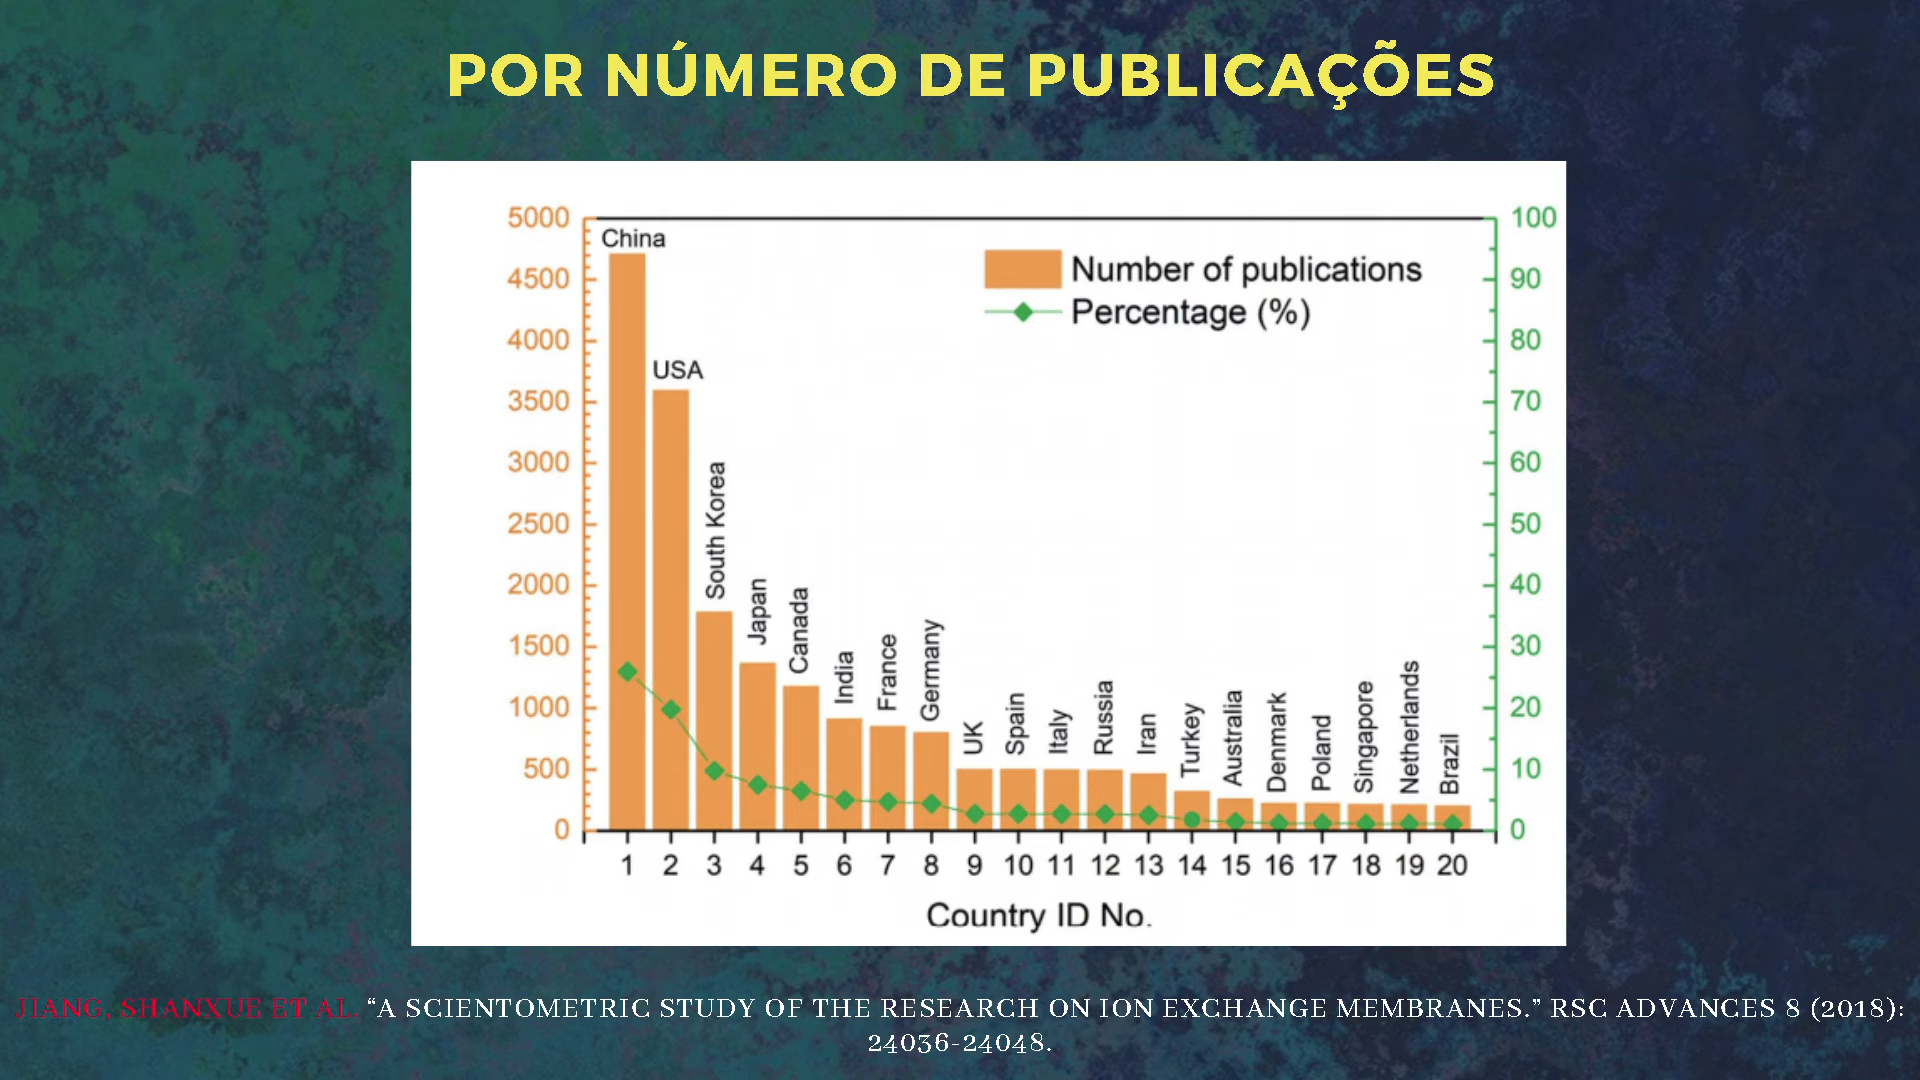 POR NÚMERO DE PUBLICAÇÕES
5000
4500
4000
3500
3000
2500
2000
1500
1000
500
0
100
90
80
70
60
50
40
30
20
10
0
Number of publications
Percentage (%)
China
USA
South Korea
Japan
Canada
India
France
Germany
UK
Spain
Italy
Russia
Iran
Turkey
Australia
Denmark
Poland
Singapore
Netherlands
Brazil
1 2 3 4 5 6 7 8 9 10 11 12 13 14 15 16 17 18 19 20
Country ID No.
JIANG, SHANXUE ET AL. “A SCIENTOMETRIC STUDY OF THE RESEARCH ON ION EXCHANGE MEMBRANES.” RSC ADVANCES 8 (2018):
24036-24048.